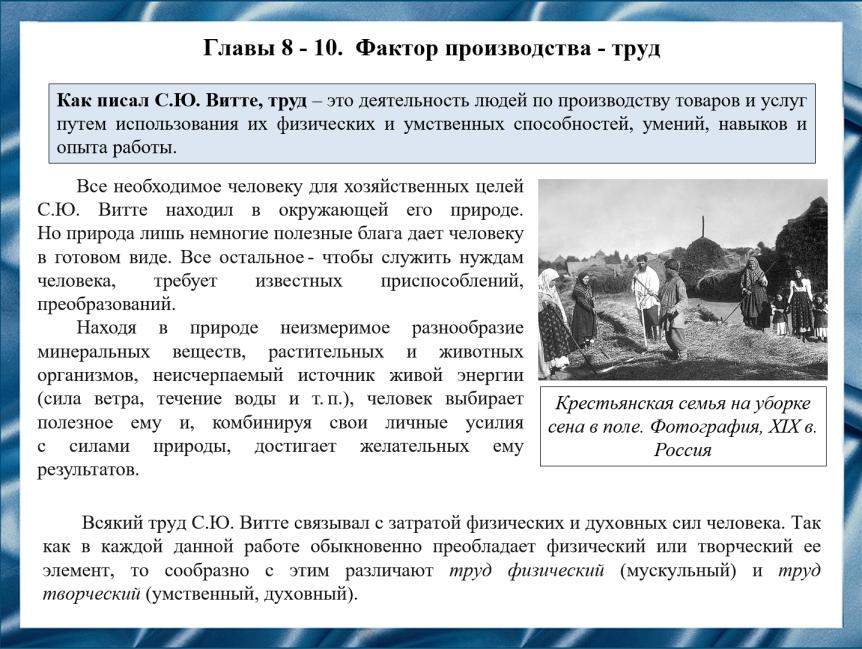 Главы 8 - 10.  Фактор производства - труд
Как писал С.Ю. Витте, труд – это деятельность людей по производству товаров и услуг
путем использования их физических и умственных способностей, умений, навыков и
опыта работы.
Все необходимое человеку для хозяйственных целей
С.Ю. Витте находил в окружающей его природе.
Но природа лишь немногие полезные блага дает человеку
в готовом виде. Все остальное - чтобы служить нуждам
человека, требует известных приспособлений,
преобразований.
Находя в природе неизмеримое разнообразие
минеральных веществ, растительных и животных
организмов, неисчерпаемый источник живой энергии
(сила ветра, течение воды и т. п.), человек выбирает
полезное ему и, комбинируя свои личные усилия
с силами природы, достигает желательных ему
результатов.
Крестьянская семья на уборке
сена в поле. Фотография, XIX в.
Россия
Всякий труд С.Ю. Витте связывал с затратой физических и духовных сил человека. Так
как в каждой данной работе обыкновенно преобладает физический или творческий ее
элемент, то сообразно с этим различают труд физический (мускульный) и труд
творческий (умственный, духовный).